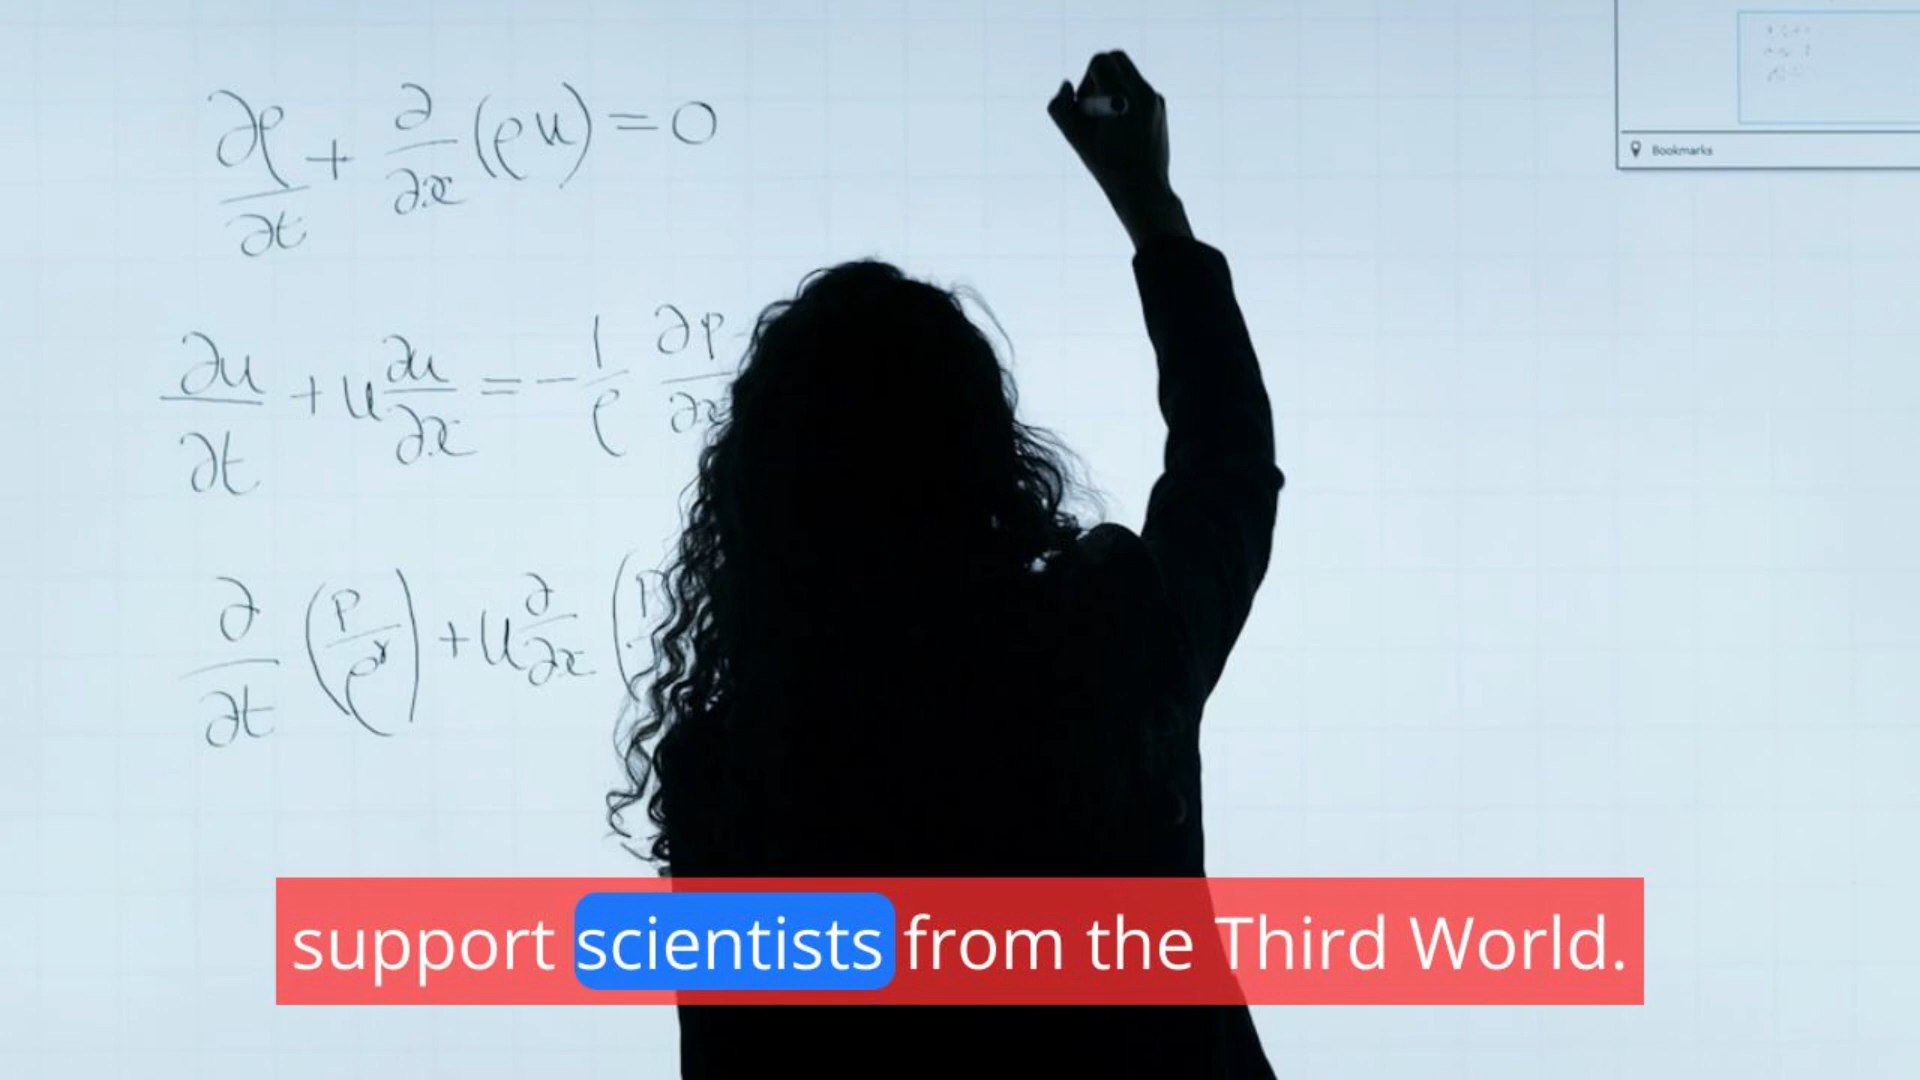 ∂ρ/∂t + ∂/∂x (ρu) = 0
Bookmarks
∂u/∂t + u ∂u/∂x = - 1/ρ ∂p/∂x
∂/∂t (p/ρ^γ) + u ∂/∂x (p
support scientists from the Third World.